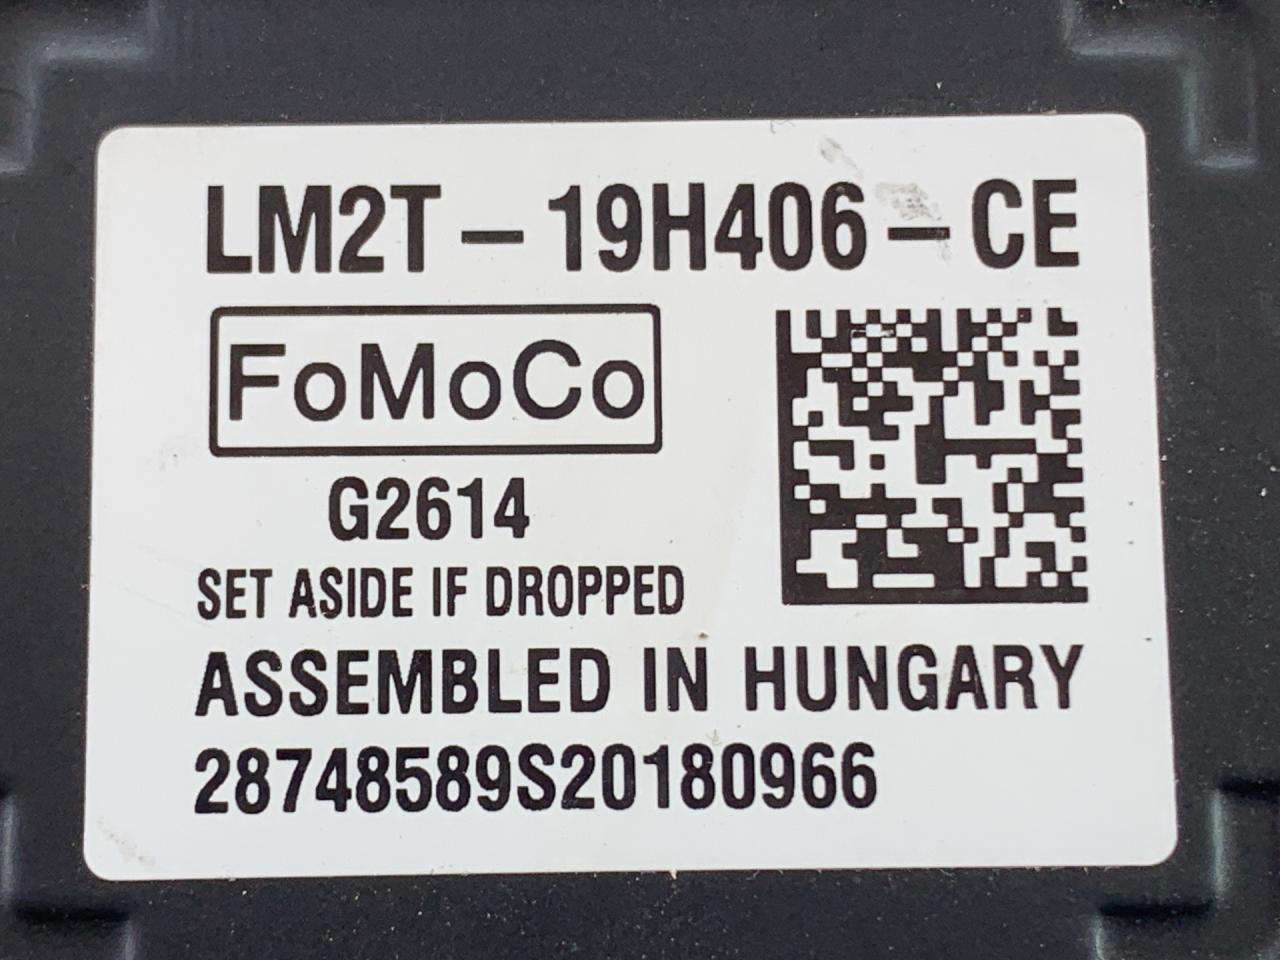 LM2T-19H406-CE
FoMoCo
G2614
SET ASIDE IF DROPPED
ASSEMBLED IN HUNGARY
28748589S20180966